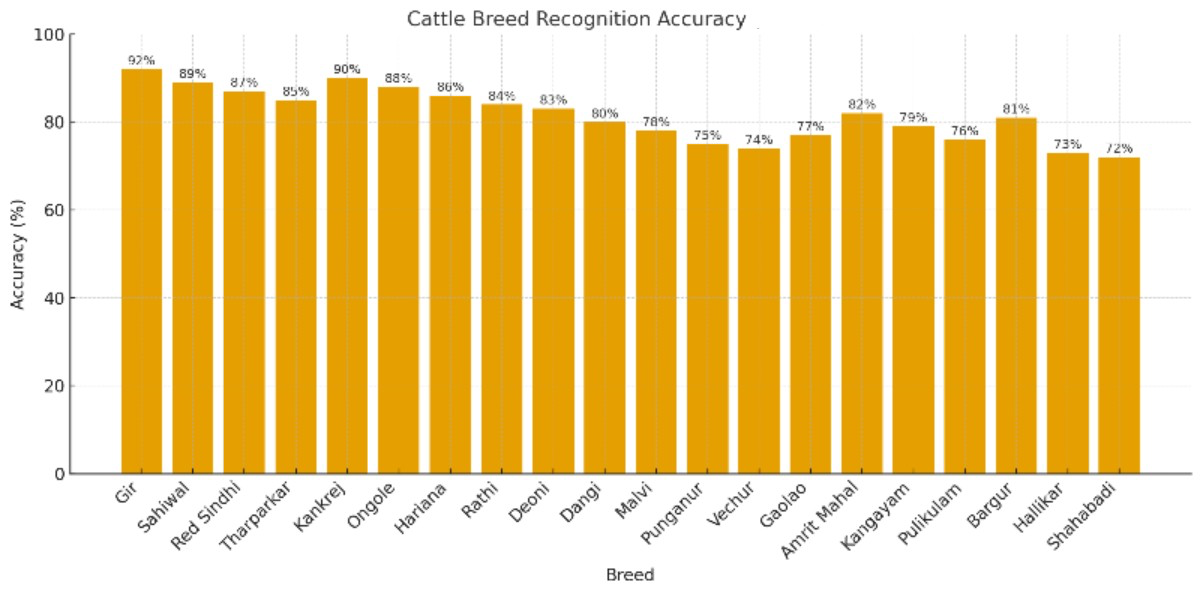 Cattle Breed Recognition Accuracy
Accuracy (%)
100
80
60
40
20
0
92%
89%
87%
85%
90%
88%
86%
84%
83%
80%
78%
75%
74%
77%
82%
79%
76%
81%
73%
72%
Gir
Sahiwal
Red Sindhi
Tharparkar
Kankrej
Ongole
Hariana
Rathi
Deoni
Dangi
Malvi
Punganur
Vechur
Gaolao
Amrit Mahal
Kangayam
Pulikulam
Bargur
Hallikar
Shahabadi
Breed